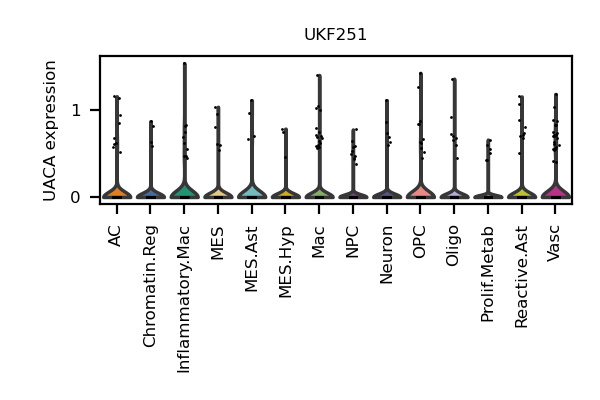 UKF251
UACA expression
1
0
AC
Chromatin.Reg
Inflammatory.Mac
MES
MES.Ast
MES.Hyp
Mac
NPC
Neuron
OPC
Oligo
Prolif.Metab
Reactive.Ast
Vasc